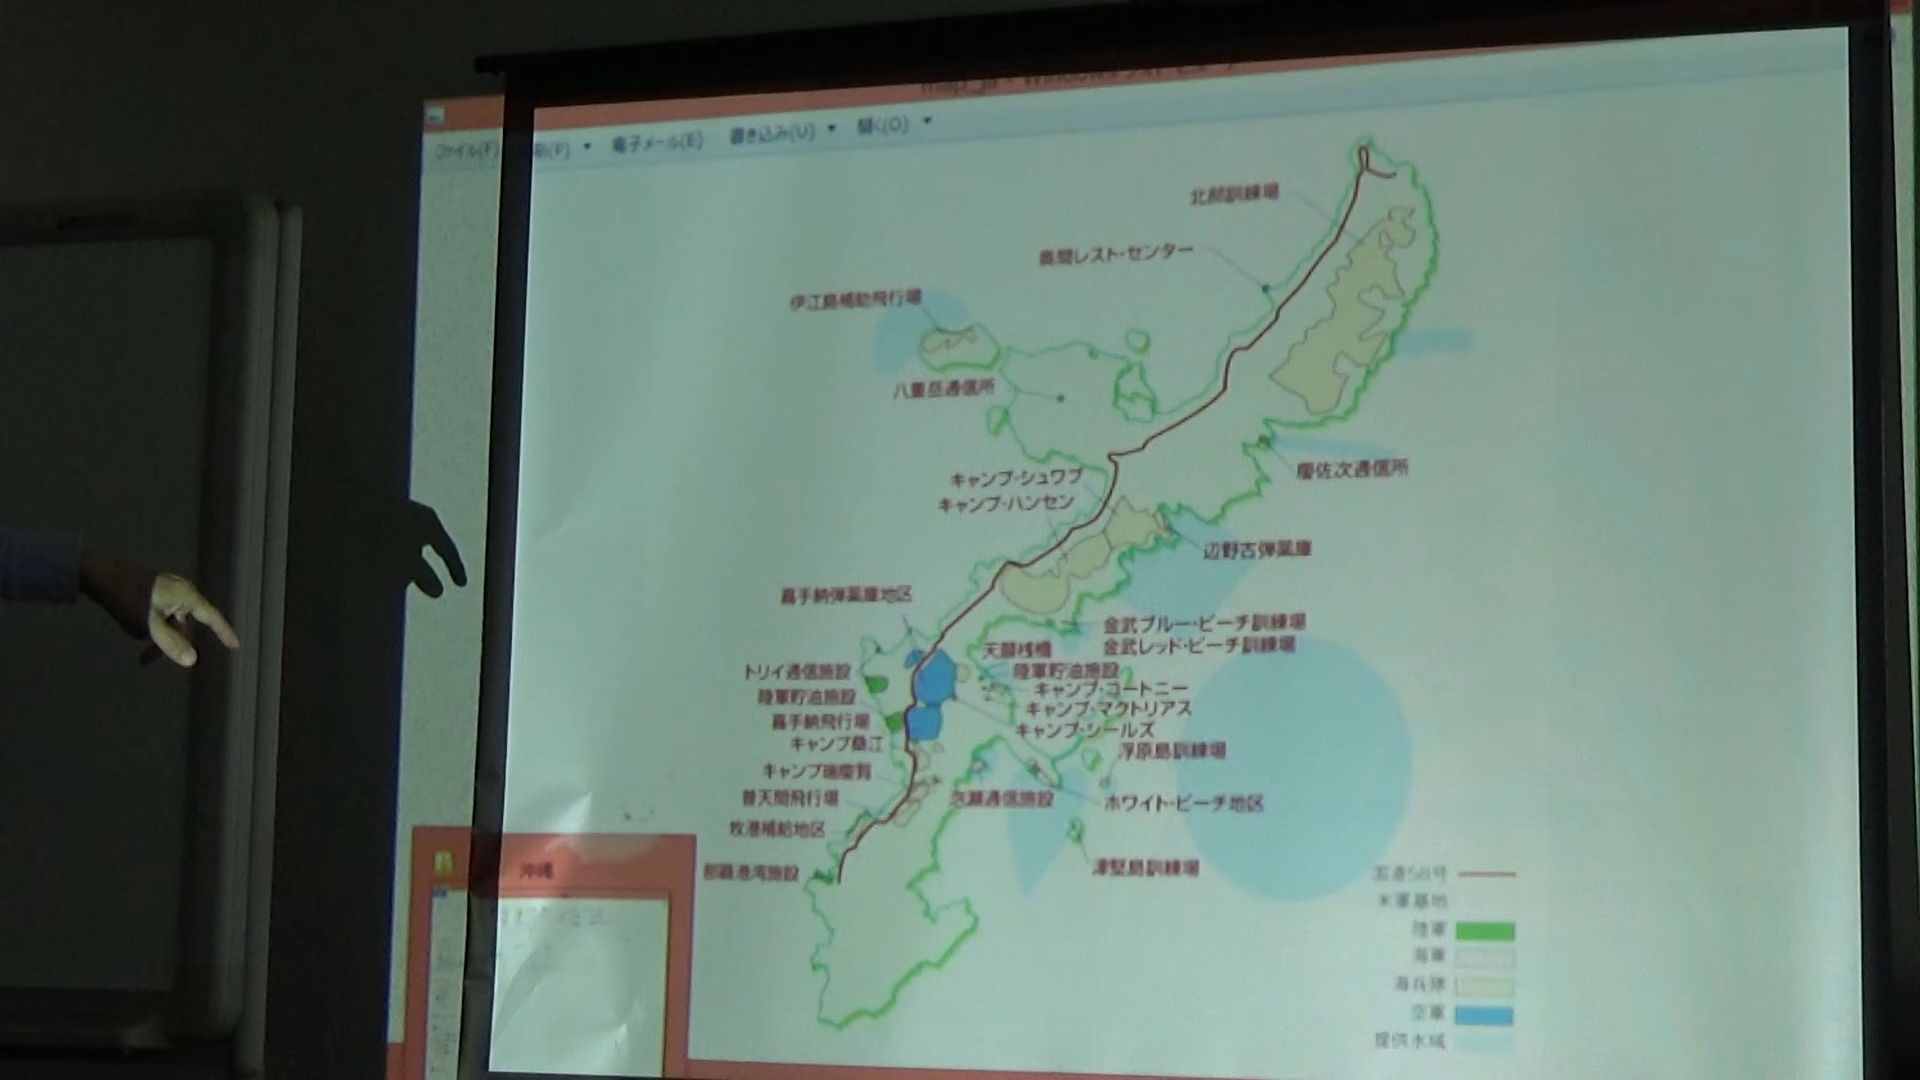 電子メール(E) 書き込み(U) 開く(O)
北部訓練場
奥間レスト・センター
伊江島補助飛行場
八重岳通信所
慶佐次通信所
キャンプ・シュワブ
キャンプ・ハンセン
辺野古弾薬庫
嘉手納弾薬庫地区
金武ブルー・ビーチ訓練場
金武レッド・ビーチ訓練場
天願桟橋
トリイ通信施設
陸軍貯油施設
陸軍貯油施設
キャンプ・コートニー
キャンプ・マクトリアス
嘉手納飛行場
キャンプ・シールズ
キャンプ桑江
浮原島訓練場
キャンプ瑞慶覧
普天間飛行場
泡瀬通信施設
ホワイト・ビーチ地区
牧港補給地区
那覇港湾施設
津堅島訓練場
沖縄
国道58号
米軍基地
陸軍
海軍
海兵隊
空軍
提供水域